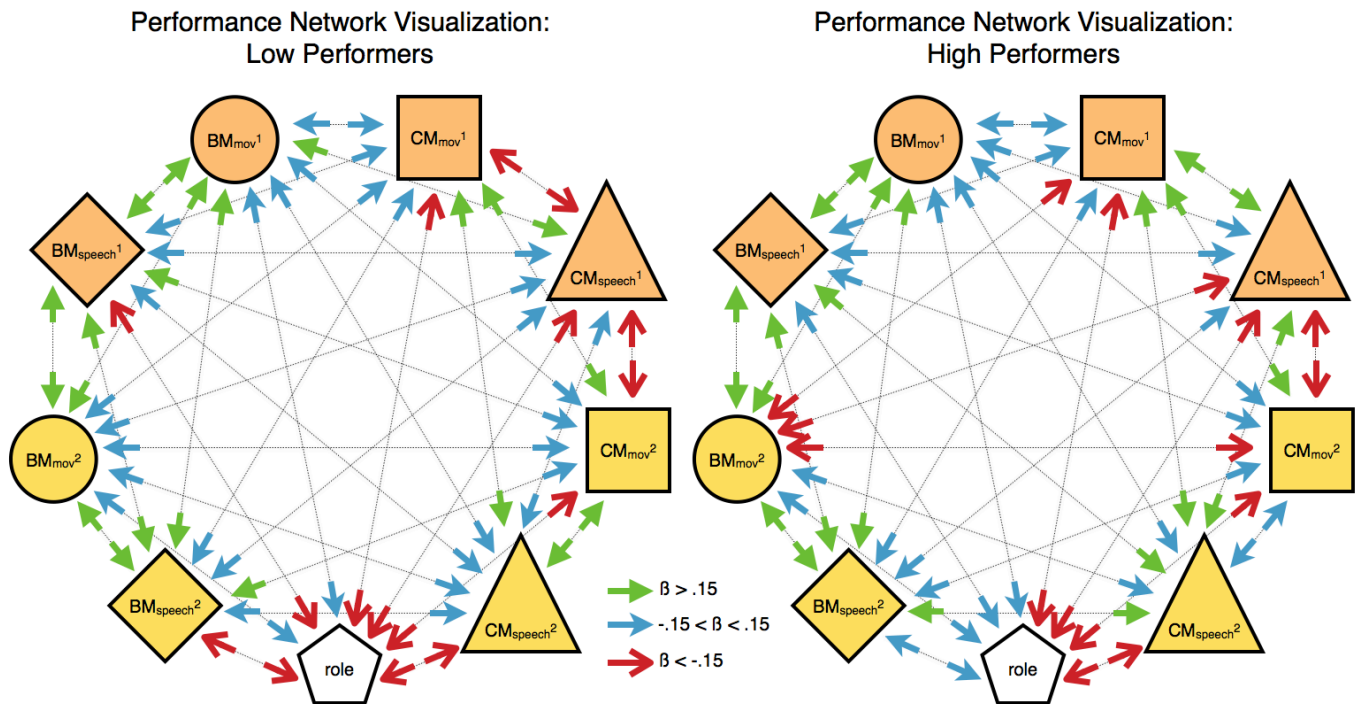 Performance Network Visualization:
Low Performers
Performance Network Visualization:
High Performers
BMmov¹
CMmov¹
BMspeech¹
CMspeech¹
BMmov²
CMmov²
BMspeech²
CMspeech²
role
ß > .15
-.15 < ß < .15
ß < -.15
BMmov¹
CMmov¹
BMspeech¹
CMspeech¹
BMmov²
CMmov²
BMspeech²
CMspeech²
role